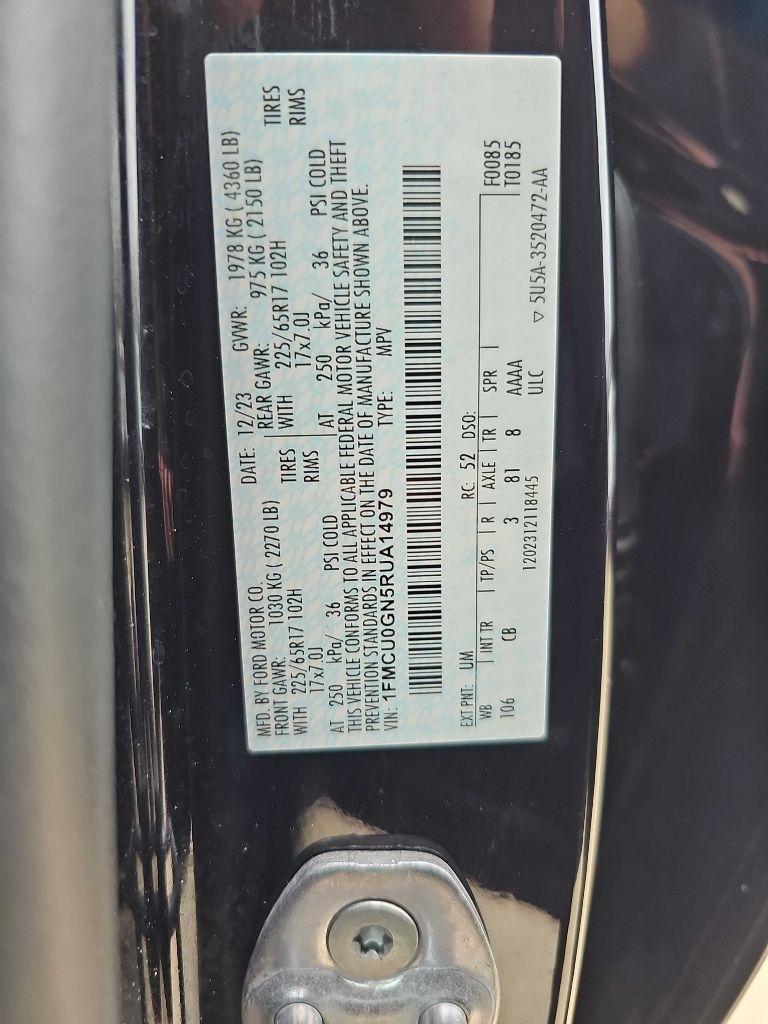 MFD. BY FORD MOTOR CO. DATE: 12/23 GVWR: 1978 KG ( 4360 LB)
FRONT GAWR: 1030 KG ( 2270 LB) REAR GAWR: 975 KG ( 2150 LB)
WITH 225/65R17 102H TIRES WITH 225/65R17 102H TIRES
17x7.0J RIMS 17x7.0J RIMS
AT 250 kPa/ 36 PSI COLD AT 250 kPa/ 36 PSI COLD
THIS VEHICLE CONFORMS TO ALL APPLICABLE FEDERAL MOTOR VEHICLE SAFETY AND THEFT
PREVENTION STANDARDS IN EFFECT ON THE DATE OF MANUFACTURE SHOWN ABOVE.
VIN: 1FMCU0GN5RUA14979 TYPE: MPV
EXT PNT: UM RC: 52 DSO: F0085
WB INT TR TP/PS R AXLE TR SPR T0185
106 CB 3 81 8 AAAA
1202312118445 ULC ▽ 5U5A-3520472-AA